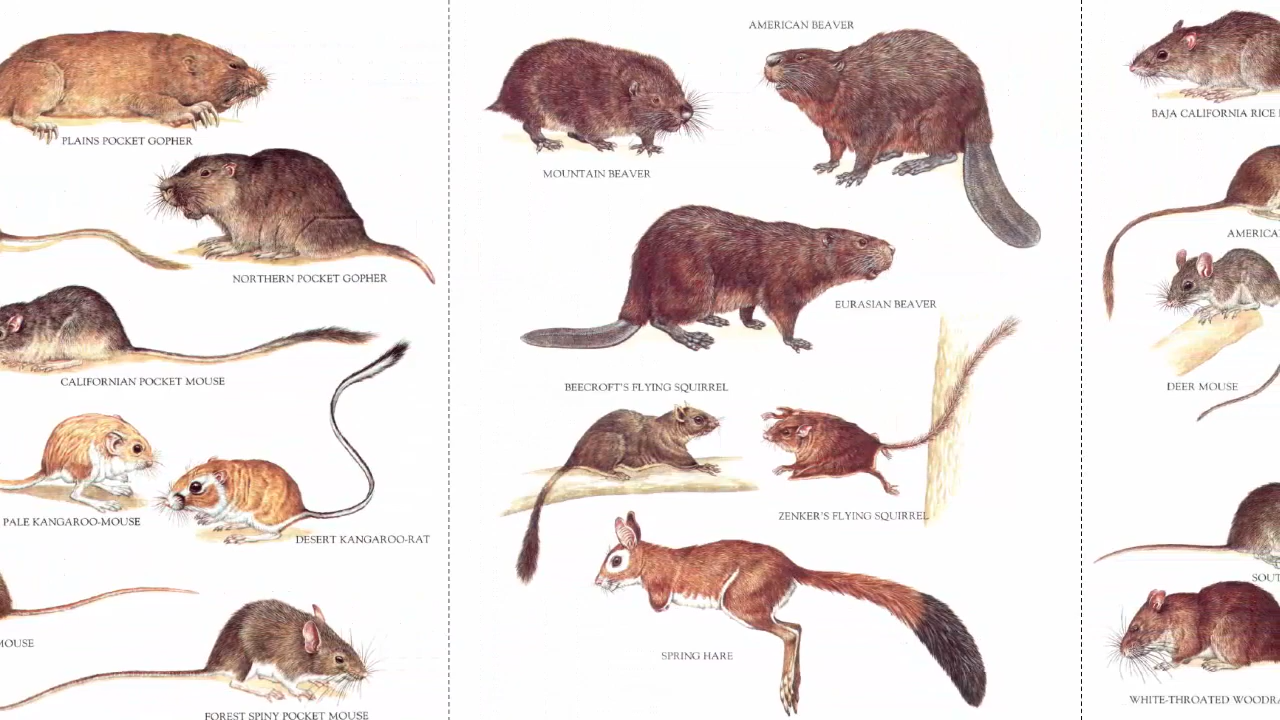 PLAINS POCKET GOPHER
NORTHERN POCKET GOPHER
CALIFORNIAN POCKET MOUSE
PALE KANGAROO-MOUSE
DESERT KANGAROO-RAT
MOUSE
FOREST SPINY POCKET MOUSE
AMERICAN BEAVER
MOUNTAIN BEAVER
EURASIAN BEAVER
BEECROFT'S FLYING SQUIRREL
ZENKER'S FLYING SQUIRREL
SPRING HARE
BAJA CALIFORNIA RICE
DEER MOUSE
WHITE-THROATED